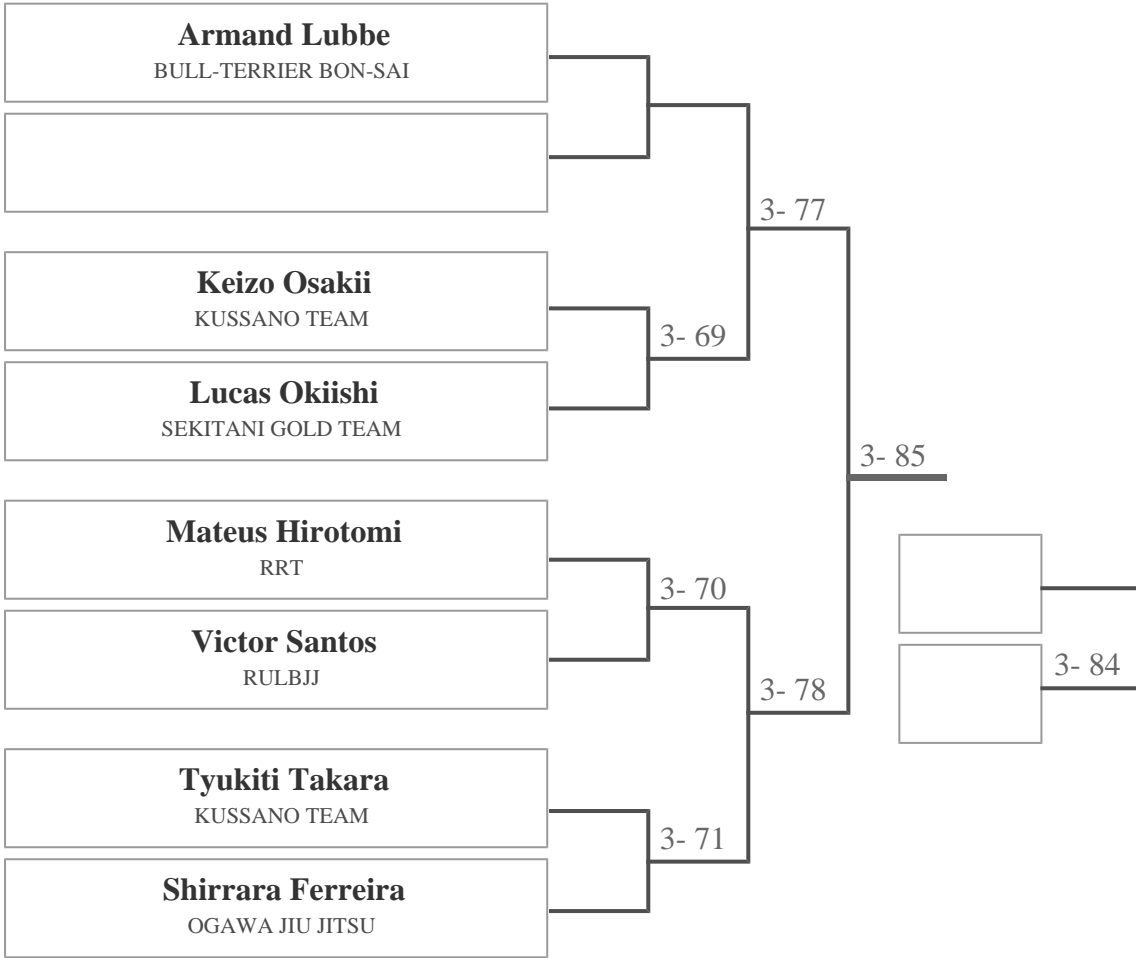 Armand Lubbe
BULL-TERRIER BON-SAI
3- 77
Keizo Osakii
KUSSANO TEAM
3- 69
Lucas Okiishi
SEKITANI GOLD TEAM
3- 85
Mateus Hirotomi
RRT
3- 70
Victor Santos
RULBJJ
3- 78
3- 84
Tyukiti Takara
KUSSANO TEAM
3- 71
Shirrara Ferreira
OGAWA JIU JITSU